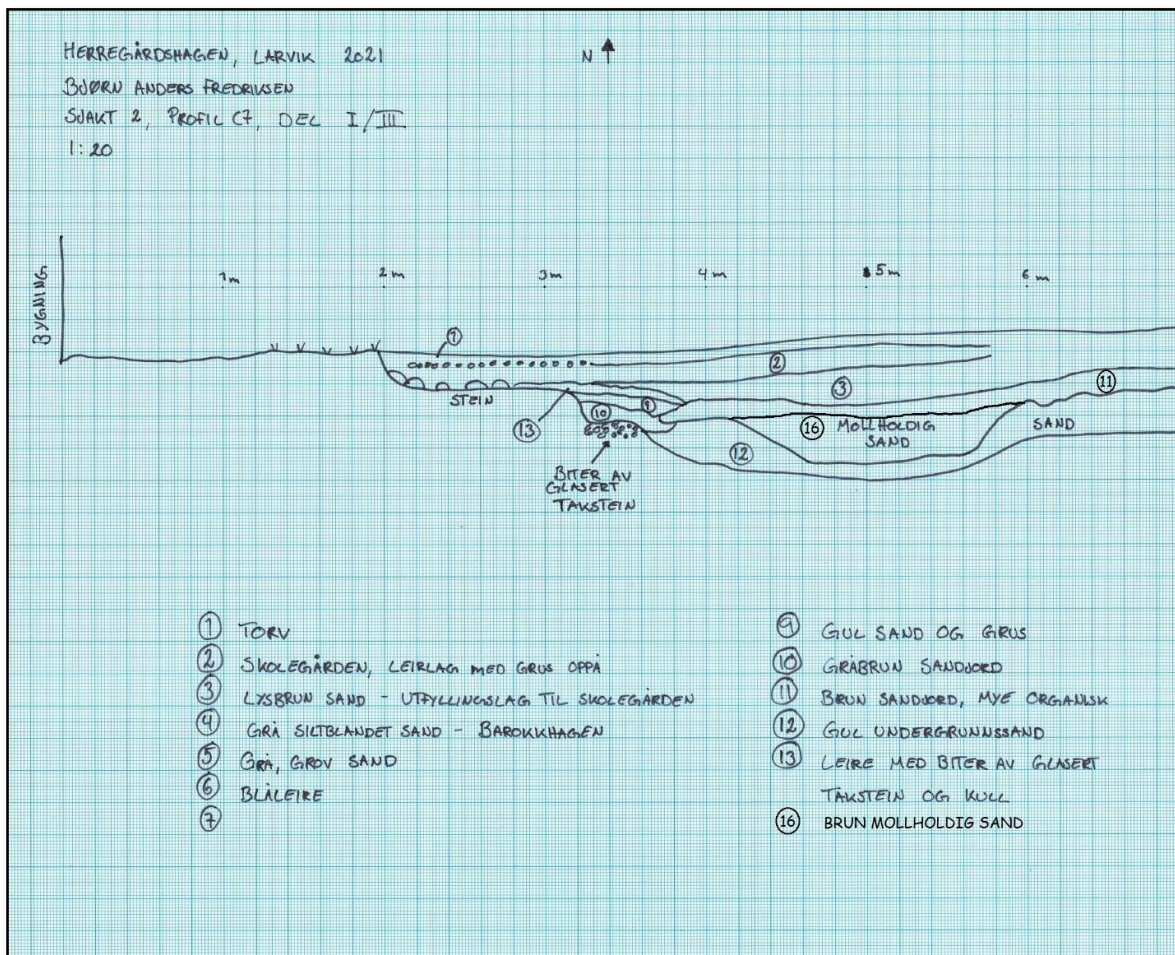 HERREGÅRDSHAGEN, LARVIK 2021
N
BJØRN ANDERS FREDRIKSEN
SJAKT 2, PROFIL C7, DEL I/III
1:20
BYGNING
1m
2m
3m
4m
5m
6m
1
2
3
11
STEIN
9
10
13
16 MOLLHOLDIG
SAND
SAND
12
BITER AV
GLASERT
TAKSTEIN
1 TORV
2 SKOLEGÅRDEN, LEIRLAG MED GRUS OPPÅ
3 LYSBRUN SAND - UTFYLLINGSLAG TIL SKOLEGÅRDEN
4 GRÅ SILTBLANDET SAND - BAROKKHAGEN
5 GRÅ, GROV SAND
6 BLÅLEIRE
7
9 GUL SAND OG GRUS
10 GRÅBRUN SANDJORD
11 BRUN SANDJORD, MYE ORGANISK
12 GUL UNDERGRUNNSSAND
13 LEIRE MED BITER AV GLASERT
TAKSTEIN OG KULL
16 BRUN MOLLHOLDIG SAND